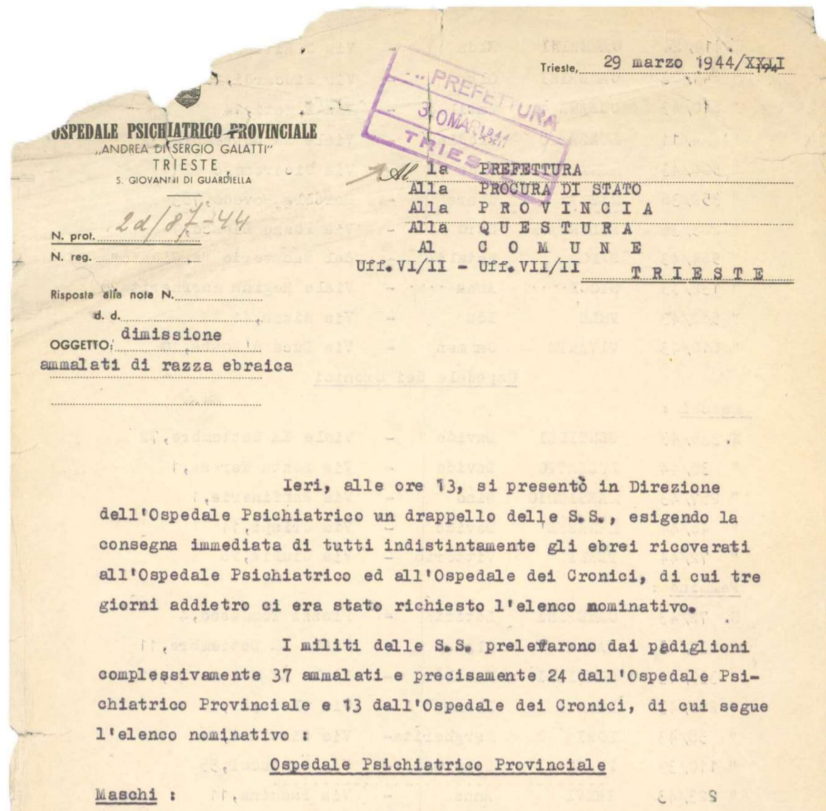 Trieste, 29 marzo 1944/XXII 194
PREFETTURA
30 MAR. 1944
TRIESTE
OSPEDALE PSICHIATRICO PROVINCIALE
„ANDREA DI SERGIO GALATTI"
TRIESTE
S. GIOVANNI DI GUARDIELLA
Alla PREFETTURA
Alla PROCURA DI STATO
Alla PROVINCIA
Alla QUESTURA
Al COMUNE
Uff.VI/II - Uff.VII/II TRIESTE
N. prot. 2d/87-44
N. reg.
Risposta alla nota N.
d. d.
OGGETTO: dimissione
ammalati di razza ebraica
Ieri, alle ore 13, si presentò in Direzione
dell'Ospedale Psichiatrico un drappello delle S.S., esigendo la
consegna immediata di tutti indistintamente gli ebrei ricoverati
all'Ospedale Psichiatrico ed all'Ospedale dei Cronici, di cui tre
giorni addietro ci era stato richiesto l'elenco nominativo.
I militi delle S.S. prelevarono dai padiglioni
complessivamente 37 ammalati e precisamente 24 dall'Ospedale Psi-
chiatrico Provinciale e 13 dall'Ospedale dei Cronici, di cui segue
l'elenco nominativo :
Ospedale Psichiatrico Provinciale
Maschi :